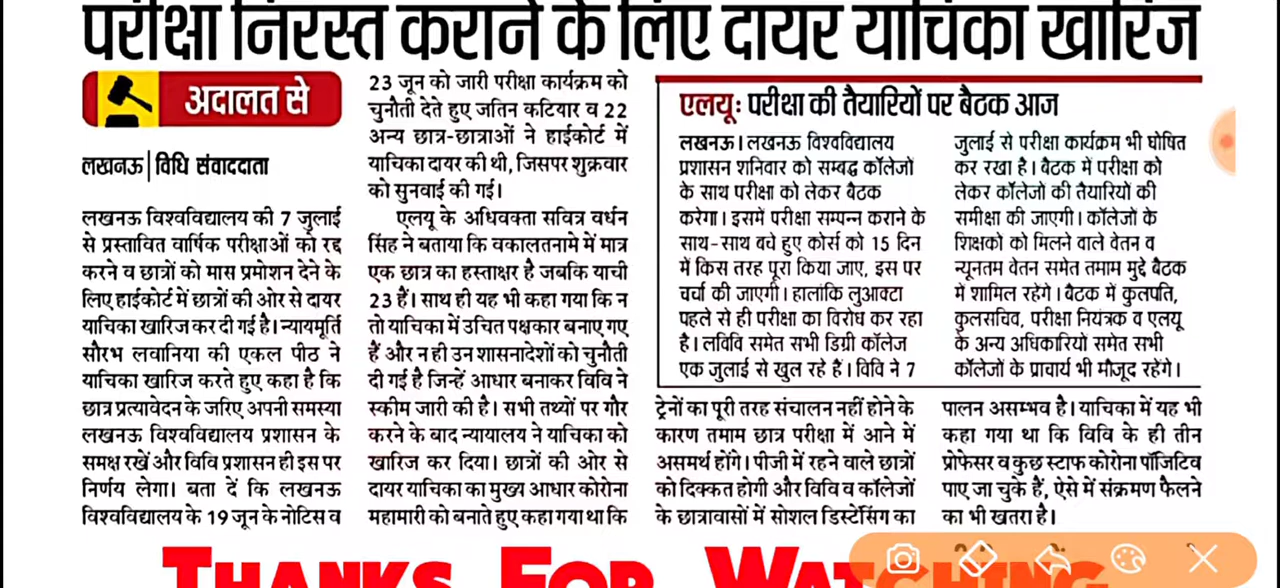 परीक्षा निरस्त कराने के लिए दायर याचिका खारिज
अदालत से
लखनऊ | विधि संवाददाता
लखनऊ विश्वविद्यालय की 7 जुलाई
से प्रस्तावित वार्षिक परीक्षाओं को रद्द
करने व छात्रों को मास प्रमोशन देने के
लिए हाईकोर्ट में छात्रों की ओर से दायर
याचिका खारिज कर दी गई है। न्यायमूर्ति
सौरभ लवानिया की एकल पीठ ने
याचिका खारिज करते हुए कहा है कि
छात्र प्रत्यावेदन के जरिए अपनी समस्या
लखनऊ विश्वविद्यालय प्रशासन के
समक्ष रखें और विवि प्रशासन ही इस पर
निर्णय लेगा। बता दें कि लखनऊ
विश्वविद्यालय के 19 जून के नोटिस व
23 जून को जारी परीक्षा कार्यक्रम को
चुनौती देते हुए जतिन कटियार व 22
अन्य छात्र-छात्राओं ने हाईकोर्ट में
याचिका दायर की थी, जिसपर शुक्रवार
को सुनवाई की गई।
एलयू के अधिवक्ता सवित्र वर्धन
सिंह ने बताया कि वकालतनामे में मात्र
एक छात्र का हस्ताक्षर है जबकि याची
23 हैं। साथ ही यह भी कहा गया कि न
तो याचिका में उचित पक्षकार बनाए गए
हैं और न ही उन शासनादेशों को चुनौती
दी गई है जिन्हें आधार बनाकर विवि ने
स्कीम जारी की है। सभी तथ्यों पर गौर
करने के बाद न्यायालय ने याचिका को
खारिज कर दिया। छात्रों की ओर से
दायर याचिका का मुख्य आधार कोरोना
महामारी को बनाते हुए कहा गया था कि
ट्रेनों का पूरी तरह संचालन नहीं होने के
कारण तमाम छात्र परीक्षा में आने में
असमर्थ होंगे। पीजी में रहने वाले छात्रों
को दिक्कत होगी और विवि व कॉलेजों
के छात्रावासों में सोशल डिस्टेंसिंग का
पालन असम्भव है। याचिका में यह भी
कहा गया था कि विवि के ही तीन
प्रोफेसर व कुछ स्टाफ कोरोना पॉजिटिव
पाए जा चुके हैं, ऐसे में संक्रमण फैलने
का भी खतरा है।
एलयू: परीक्षा की तैयारियों पर बैठक आज
लखनऊ। लखनऊ विश्वविद्यालय
प्रशासन शनिवार को सम्बद्ध कॉलेजों
के साथ परीक्षा को लेकर बैठक
करेगा। इसमें परीक्षा सम्पन्न कराने के
साथ-साथ बचे हुए कोर्स को 15 दिन
में किस तरह पूरा किया जाए, इस पर
चर्चा की जाएगी। हालांकि लुआक्टा
पहले से ही परीक्षा का विरोध कर रहा
है। लविवि समेत सभी डिग्री कॉलेज
एक जुलाई से खुल रहे हैं। विवि ने 7
जुलाई से परीक्षा कार्यक्रम भी घोषित
कर रखा है। बैठक में परीक्षा को
लेकर कॉलेजों की तैयारियों की
समीक्षा की जाएगी। कॉलेजों के
शिक्षको को मिलने वाले वेतन व
न्यूनतम वेतन समेत तमाम मुद्दे बैठक
में शामिल रहेंगे। बैठक में कुलपति,
कुलसचिव, परीक्षा नियंत्रक व एलयू
के अन्य अधिकारियों समेत सभी
कॉलेजों के प्राचार्य भी मौजूद रहेंगे।
THANKS FOR WATCHING